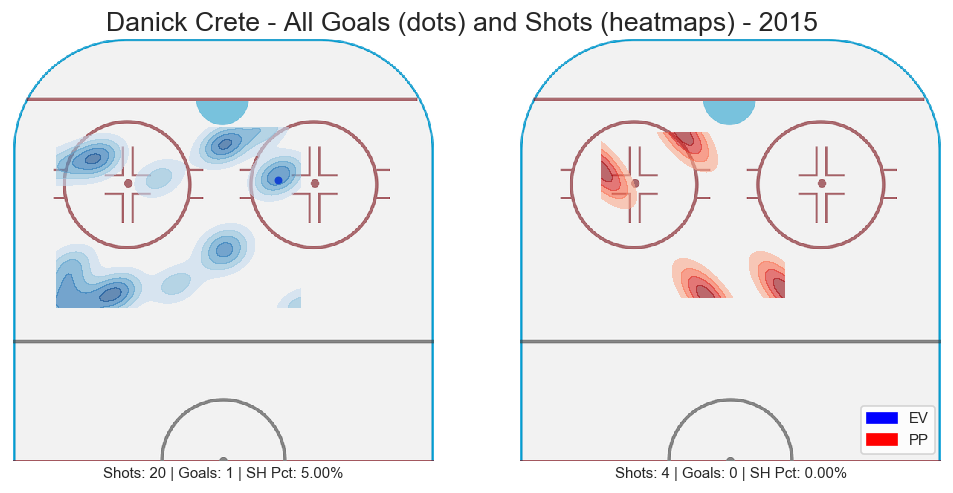 Danick Crete - All Goals (dots) and Shots (heatmaps) - 2015
EV
PP
Shots: 20 | Goals: 1 | SH Pct: 5.00%
Shots: 4 | Goals: 0 | SH Pct: 0.00%